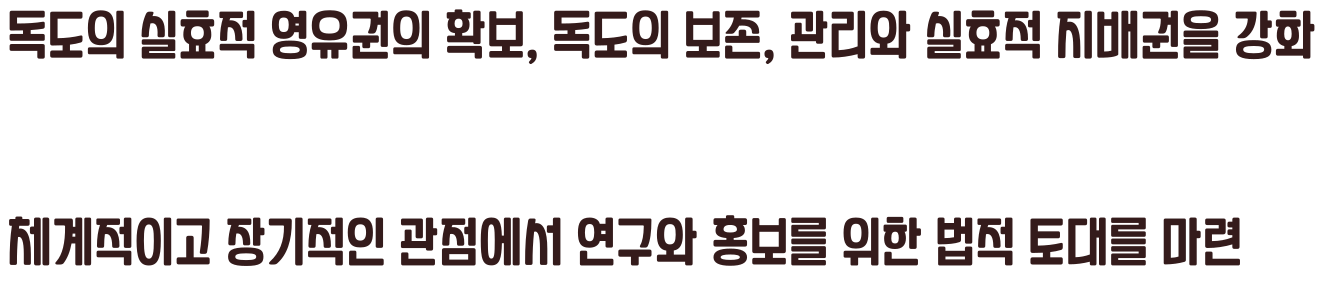 독도의 실효적 영유권의 확보, 독도의 보존, 관리와 실효적 지배권을 강화
체계적이고 장기적인 관점에서 연구와 홍보를 위한 법적 토대를 마련